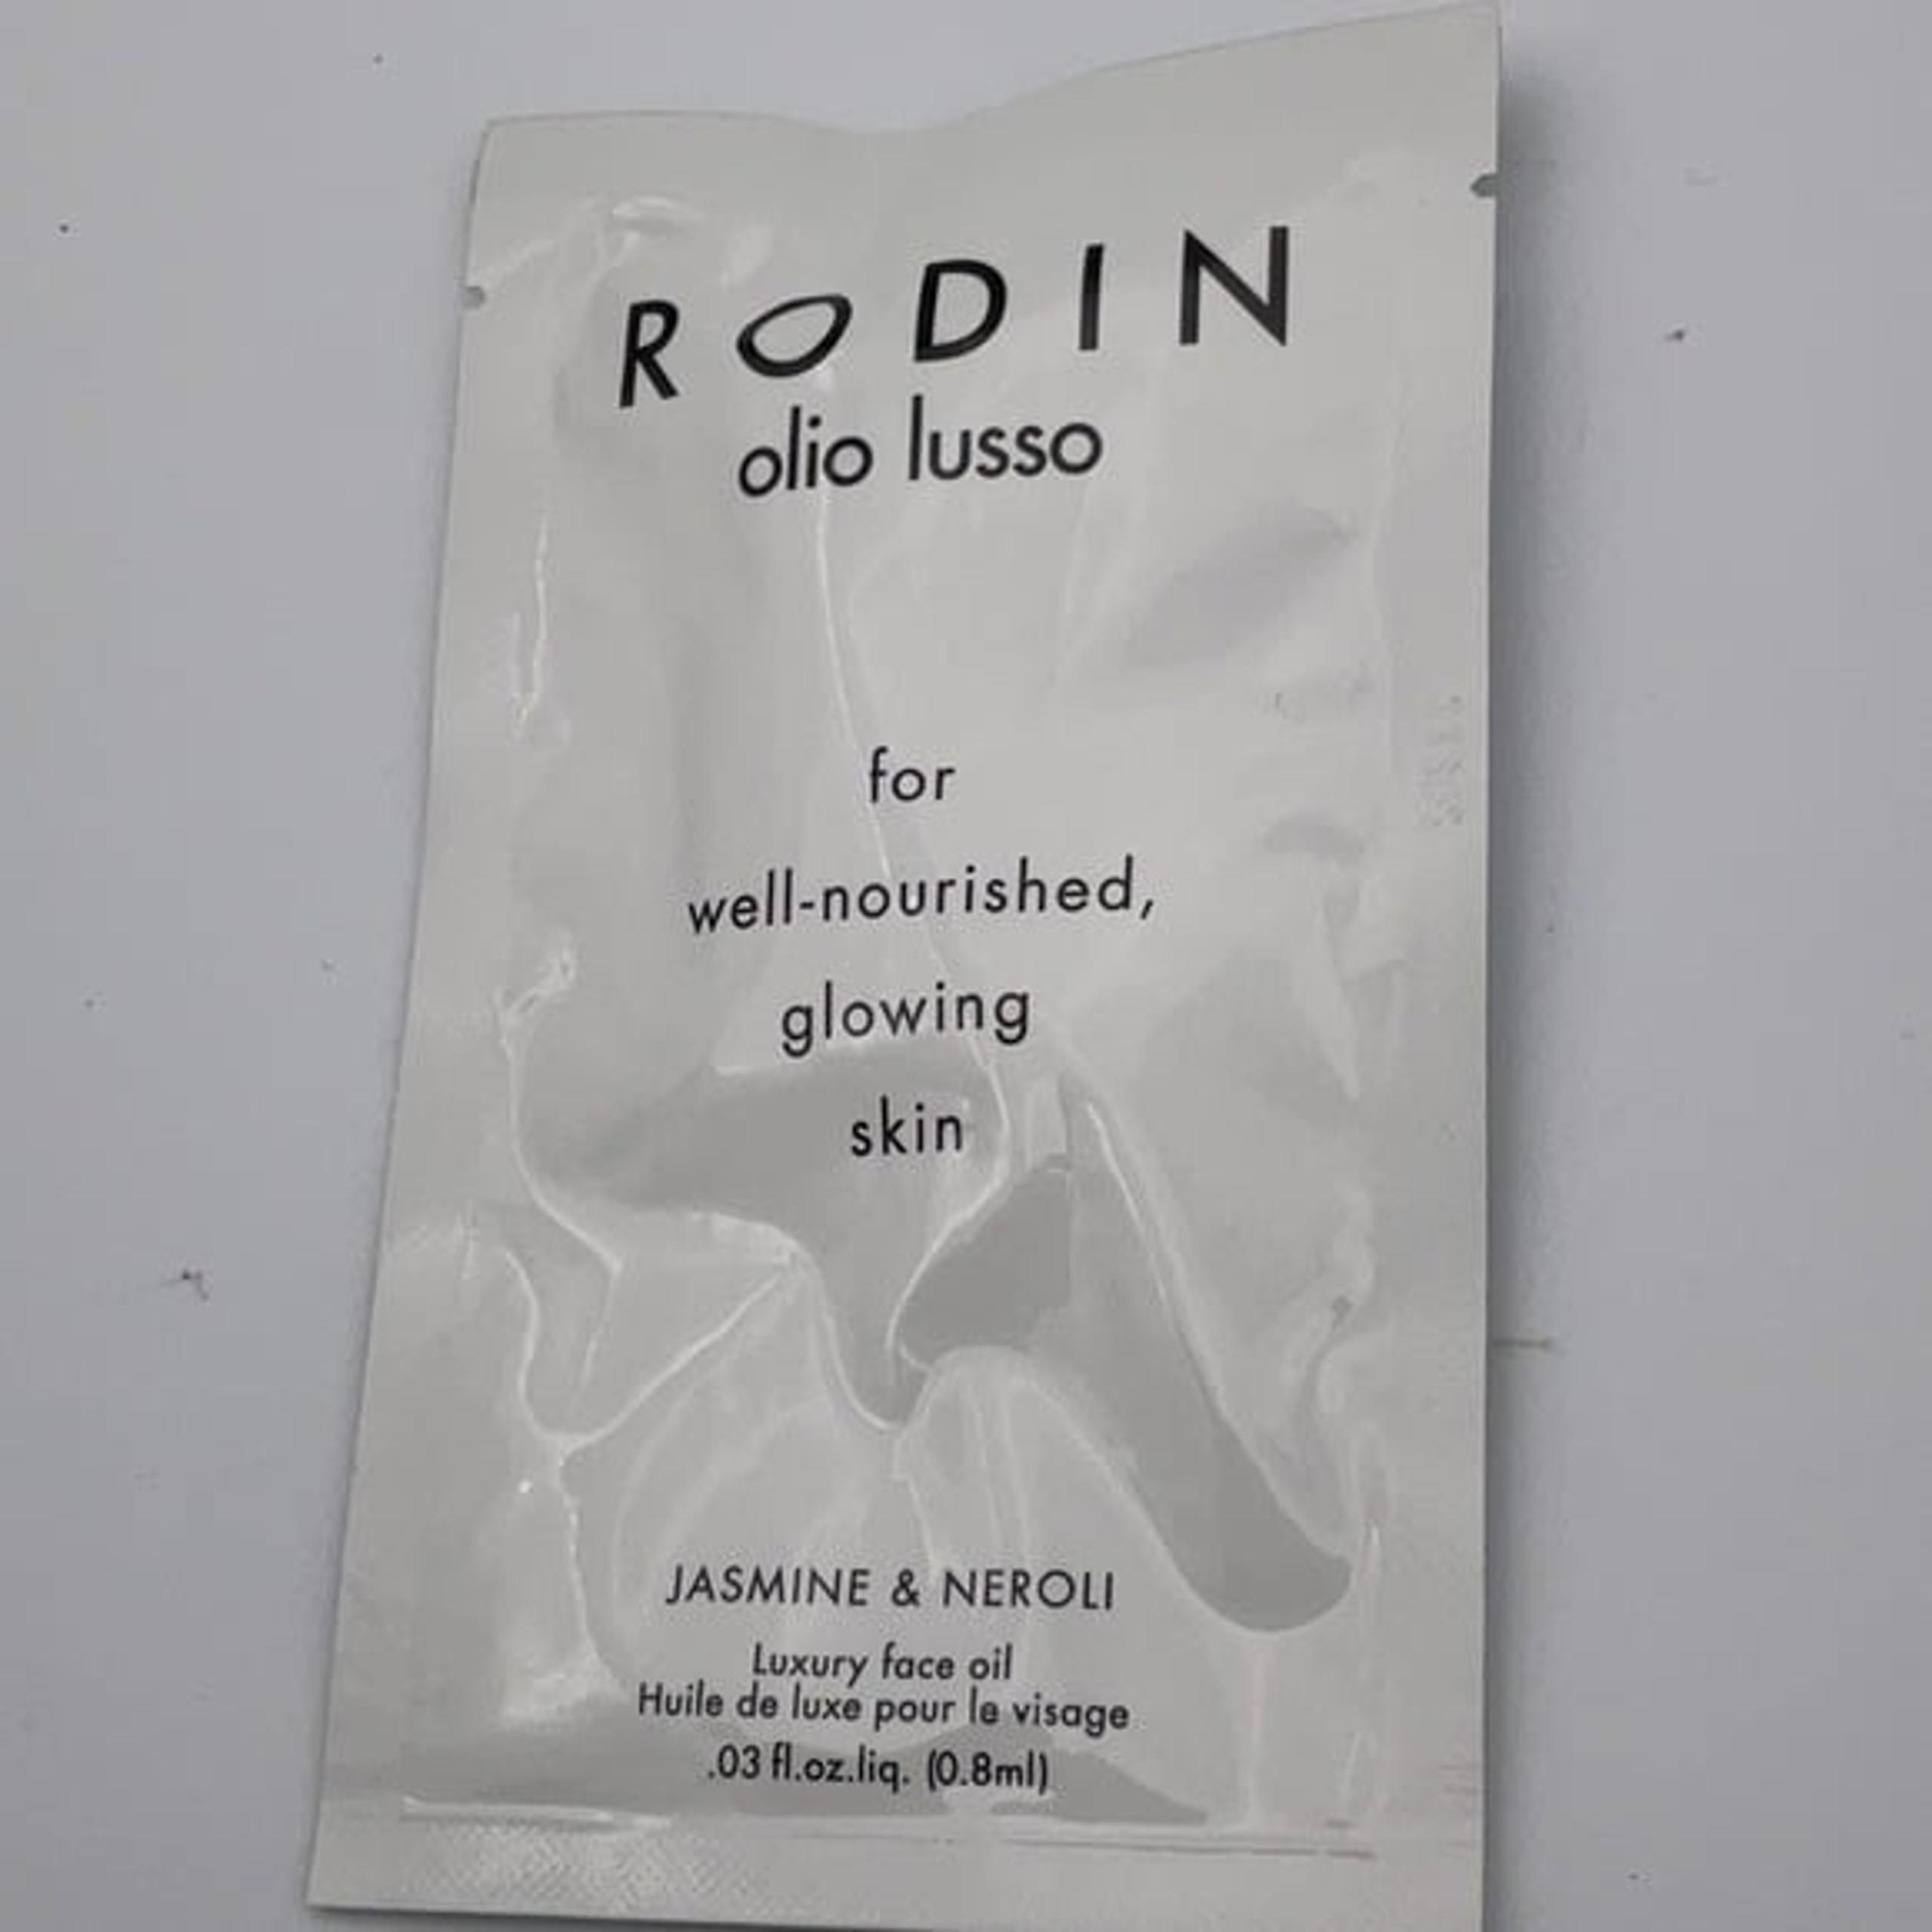 RODIN
olio lusso
for
well-nourished,
glowing
skin
JASMINE & NEROLI
Luxury face oil
Huile de luxe pour le visage
.03 fl.oz.liq. (0.8ml)